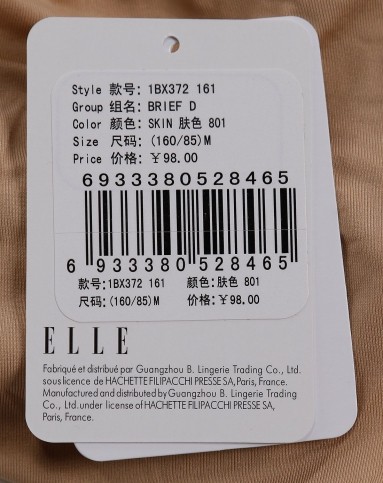 Style 款号: 1BX372 161
Group 组名: BRIEF D
Color 颜色: SKIN 肤色 801
Size 尺码: (160/85)M
Price 价格: ￥98.00
6933380528465
6 933380 528465
款号:1BX372 161 颜色:肤色 801
尺码:(160/85)M 价格:￥98.00
ELLE
Fabriqué et distribué par Guangzhou B. Lingerie Trading Co., Ltd.
sous licence de HACHETTE FILIPACCHI PRESSE SA, Paris, France.
Manufactured and distributed by Guangzhou B. Lingerie Trading
Co., Ltd. under license of HACHETTE FILIPACCHI PRESSE SA,
Paris, France.